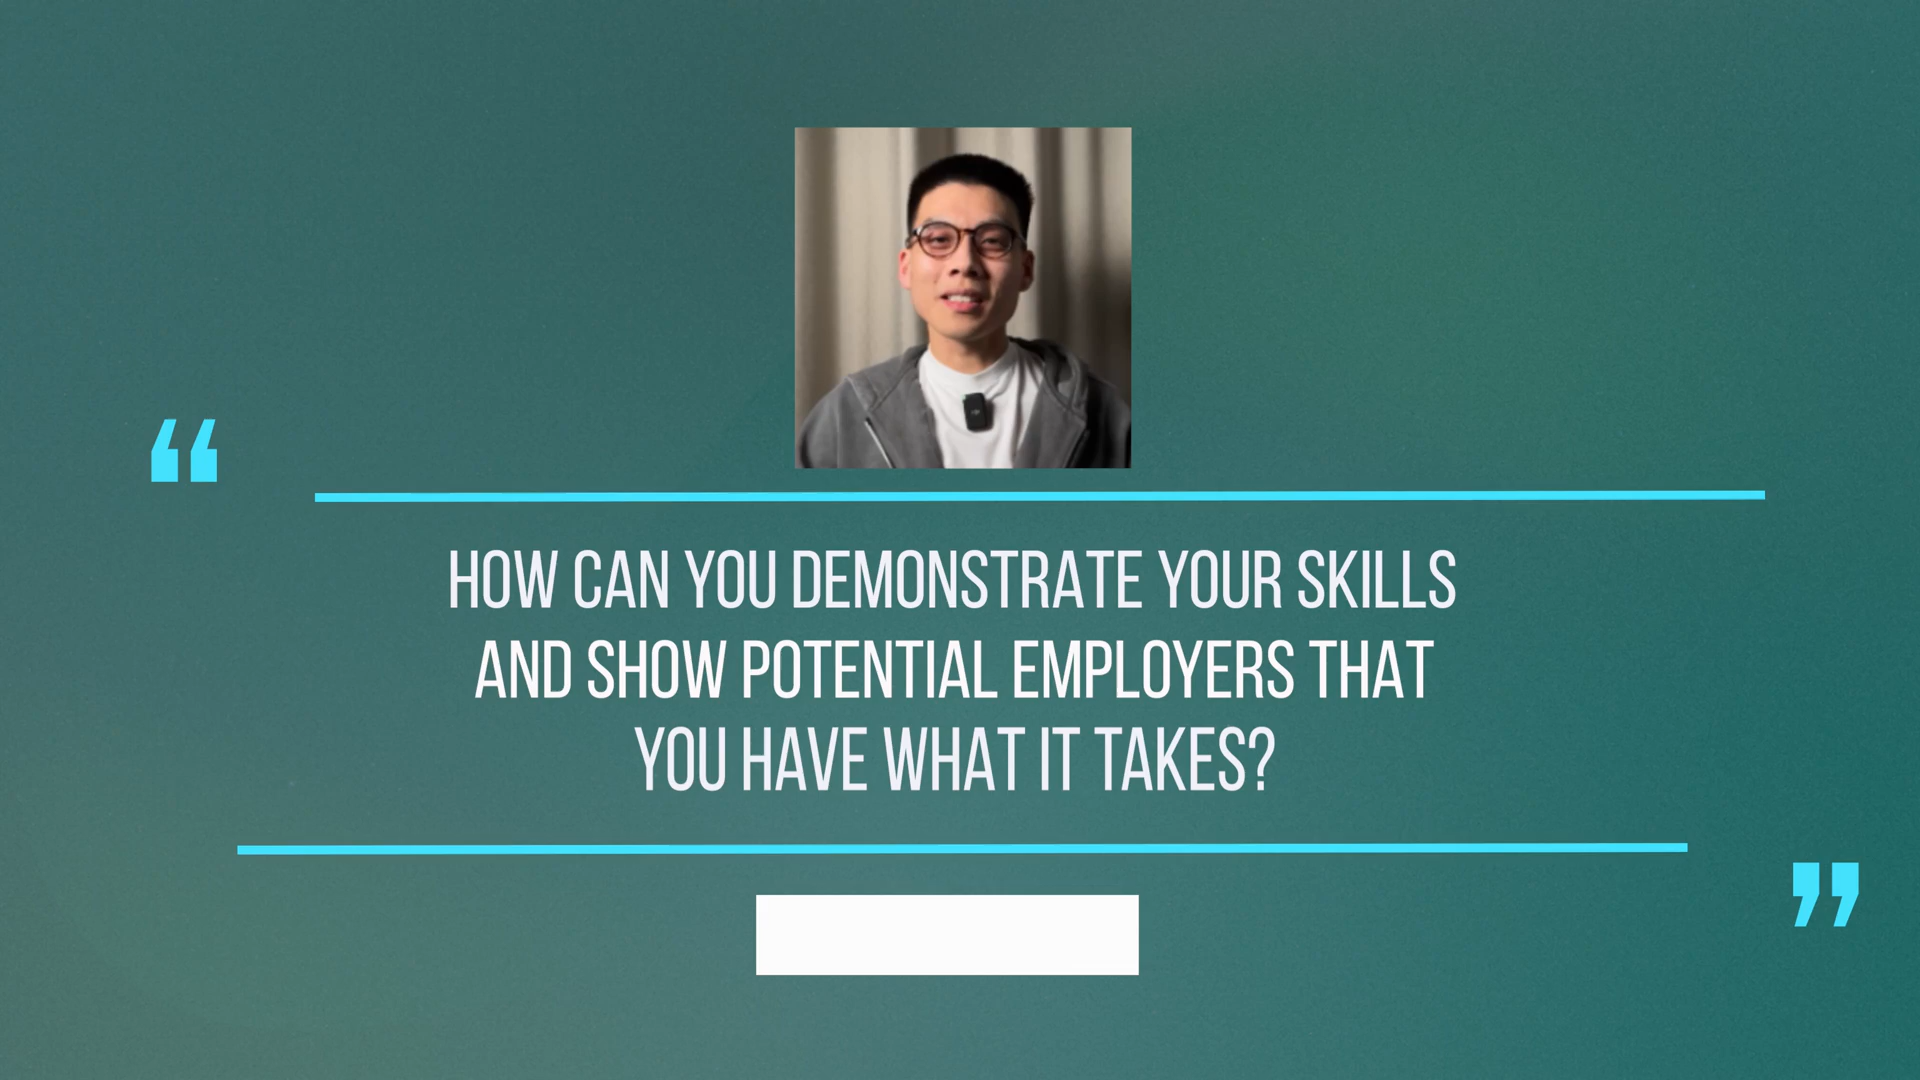 “
HOW CAN YOU DEMONSTRATE YOUR SKILLS
AND SHOW POTENTIAL EMPLOYERS THAT
YOU HAVE WHAT IT TAKES?
”